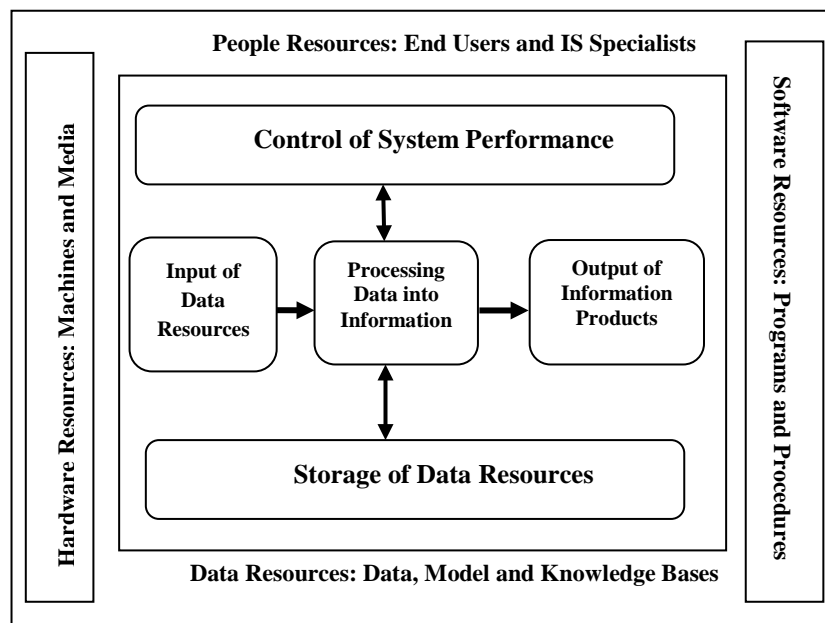 People Resources: End Users and IS Specialists
Hardware Resources: Machines and Media
Control of System Performance
Input of
Data
Resources
Processing
Data into
Information
Output of
Information
Products
Storage of Data Resources
Data Resources: Data, Model and Knowledge Bases
Software Resources: Programs and Procedures